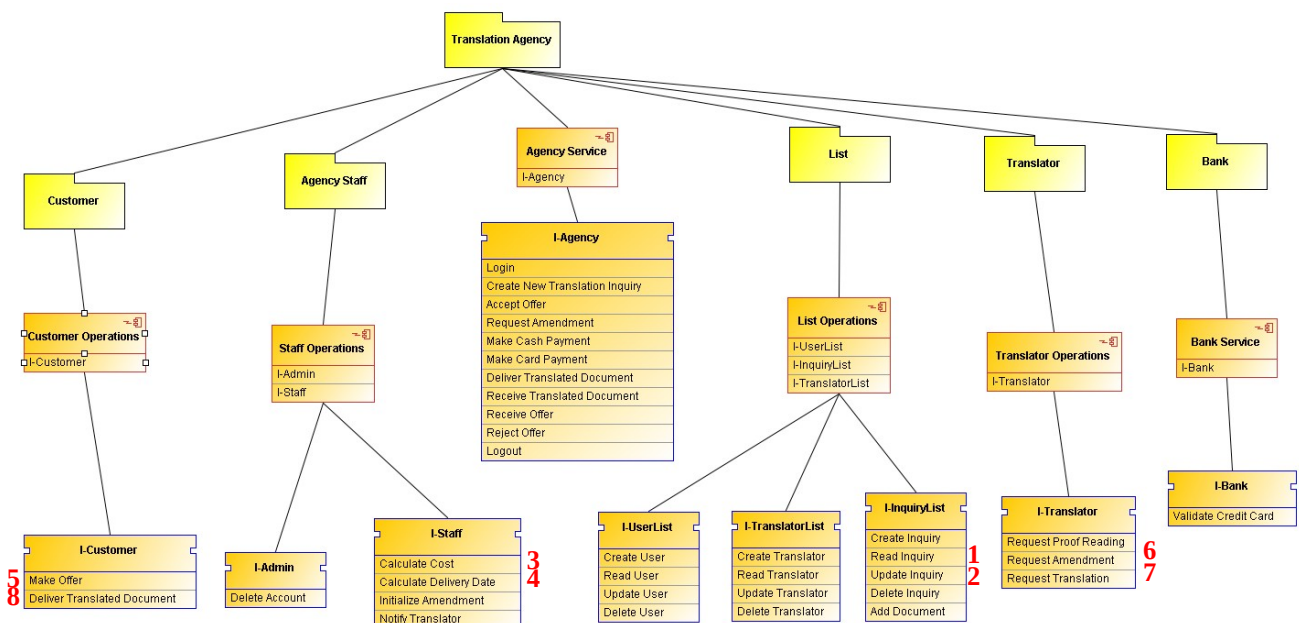 Translation Agency
Customer
Agency Staff
Agency Service
I-Agency
List
Translator
Bank
I-Agency
Login
Create New Translation Inquiry
Accept Offer
Request Amendment
Make Cash Payment
Make Card Payment
Deliver Translated Document
Receive Translated Document
Receive Offer
Reject Offer
Logout
Customer Operations
I-Customer
Staff Operations
I-Admin
I-Staff
List Operations
I-UserList
I-InquiryList
I-TranslatorList
Translator Operations
I-Translator
Bank Service
I-Bank
I-Customer
5 Make Offer
8 Deliver Translated Document
I-Admin
Delete Account
I-Staff
Calculate Cost 3
Calculate Delivery Date 4
Initialize Amendment
Notify Translator
I-UserList
Create User
Read User
Update User
Delete User
I-TranslatorList
Create Translator
Read Translator
Update Translator
Delete Translator
I-InquiryList
Create Inquiry
Read Inquiry 1
Update Inquiry 2
Delete Inquiry
Add Document
I-Translator
Request Proof Reading 6
Request Amendment 7
Request Translation
I-Bank
Validate Credit Card